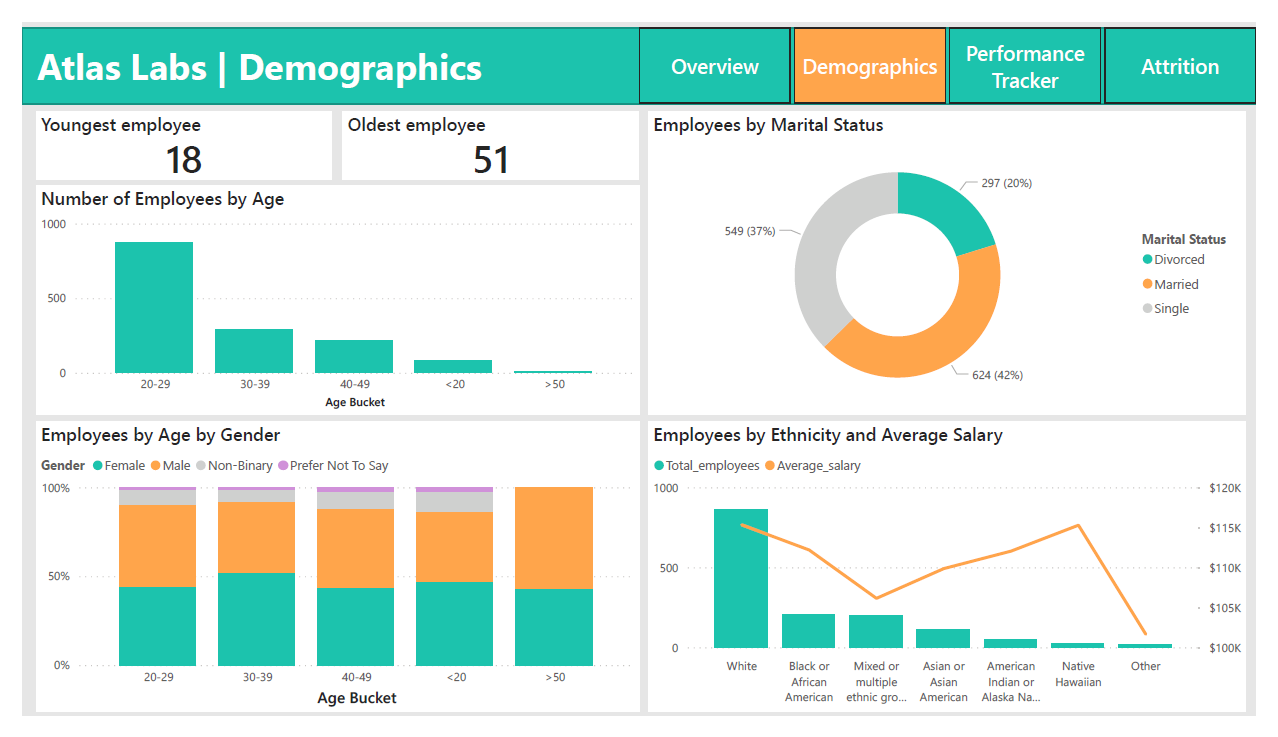 Atlas Labs | Demographics
Overview
Demographics
Performance
Tracker
Attrition
Youngest employee
18
Oldest employee
51
Number of Employees by Age
1000
500
0
20-29
30-39
40-49
<20
>50
Age Bucket
Employees by Marital Status
297 (20%)
549 (37%)
624 (42%)
Marital Status
Divorced
Married
Single
Employees by Age by Gender
Gender
Female
Male
Non-Binary
Prefer Not To Say
100%
50%
0%
20-29
30-39
40-49
<20
>50
Age Bucket
Employees by Ethnicity and Average Salary
Total_employees
Average_salary
1000
500
0
$120K
$115K
$110K
$105K
$100K
White
Black or
African
American
Mixed or
multiple
ethnic gro...
Asian or
Asian
American
American
Indian or
Alaska Na...
Native
Hawaiian
Other